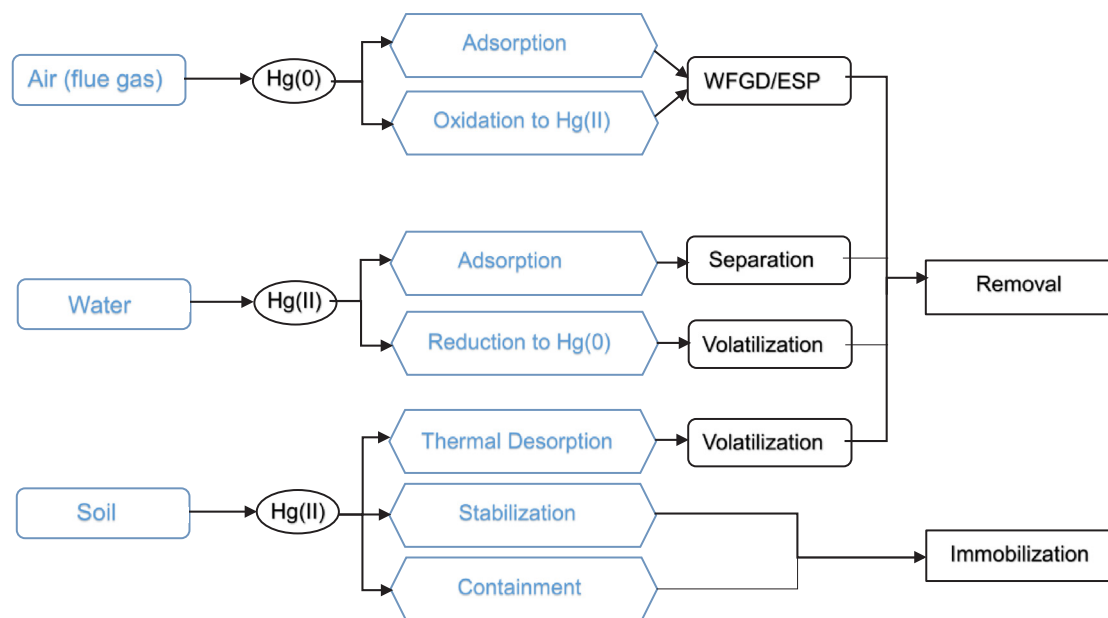 Adsorption
Air (flue gas)
Hg(0)
WFGD/ESP
Oxidation to Hg(II)
Adsorption
Separation
Water
Hg(II)
Removal
Reduction to Hg(0)
Volatilization
Thermal Desorption
Volatilization
Soil
Hg(II)
Stabilization
Immobilization
Containment